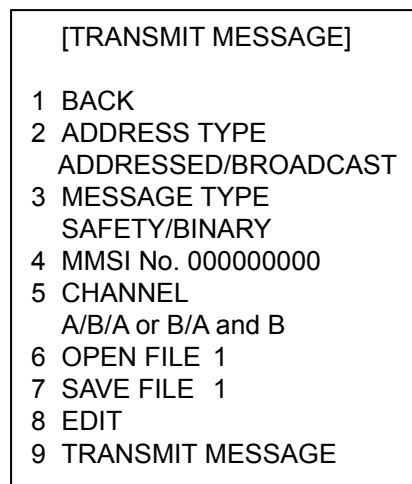 [TRANSMIT MESSAGE]
1 BACK
2 ADDRESS TYPE
ADDRESSED/BROADCAST
3 MESSAGE TYPE
SAFETY/BINARY
4 MMSI No. 000000000
5 CHANNEL
A/B/A or B/A and B
6 OPEN FILE 1
7 SAVE FILE 1
8 EDIT
9 TRANSMIT MESSAGE